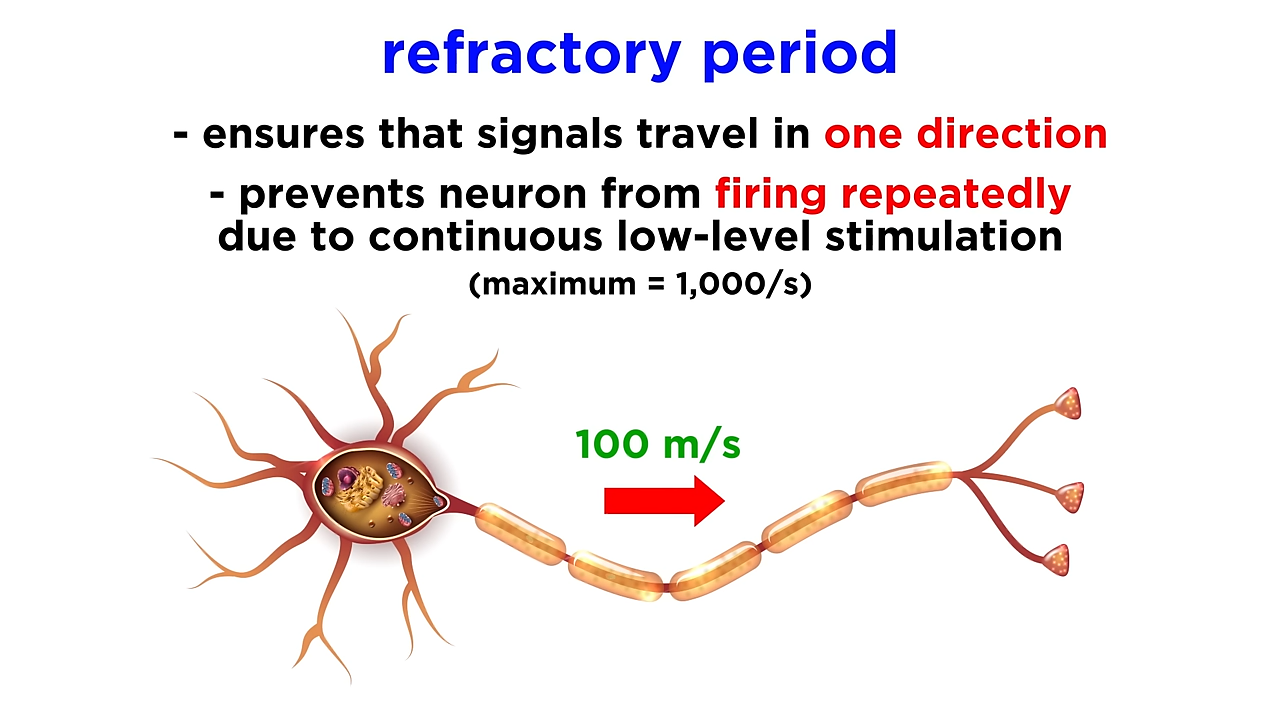 refractory period
- ensures that signals travel in one direction
- prevents neuron from firing repeatedly
due to continuous low-level stimulation
(maximum = 1,000/s)
100 m/s